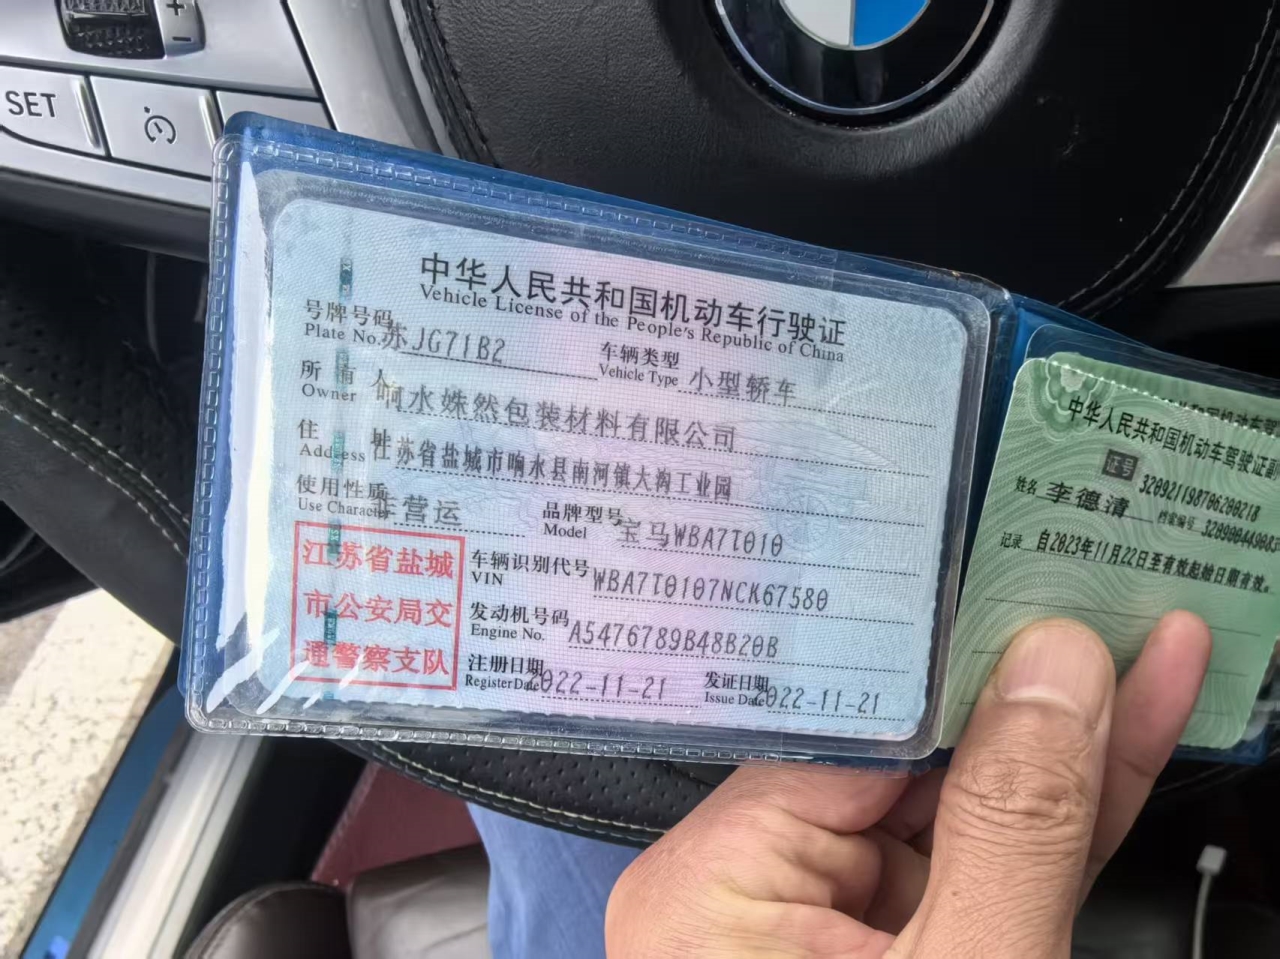 SET
中华人民共和国机动车行驶证
Vehicle License of the People's Republic of China
号牌号码 苏JG71B2
Plate No.
车辆类型 小型轿车
Vehicle Type
所有人 响水姝然包装材料有限公司
Owner
住址 江苏省盐城市响水县南河镇大沟工业园
Address
使用性质 非营运
Use Character
品牌型号 宝马WBA7T010
Model
江苏省盐城
市公安局交
通警察支队
车辆识别代号 WBA7T0107NCK67580
VIN
发动机号码 A5476789B48B20B
Engine No.
注册日期 2022-11-21
Register Date
发证日期 2022-11-21
Issue Date
中华人民共和国机动车驾驶证副
证号 320921198706200218
姓名 李德清
档案编号
记录 自2023年11月22日至有效起始日期有效。